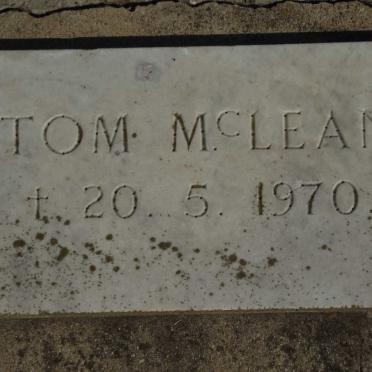 TOM McLEAN
† 20. 5. 1970.